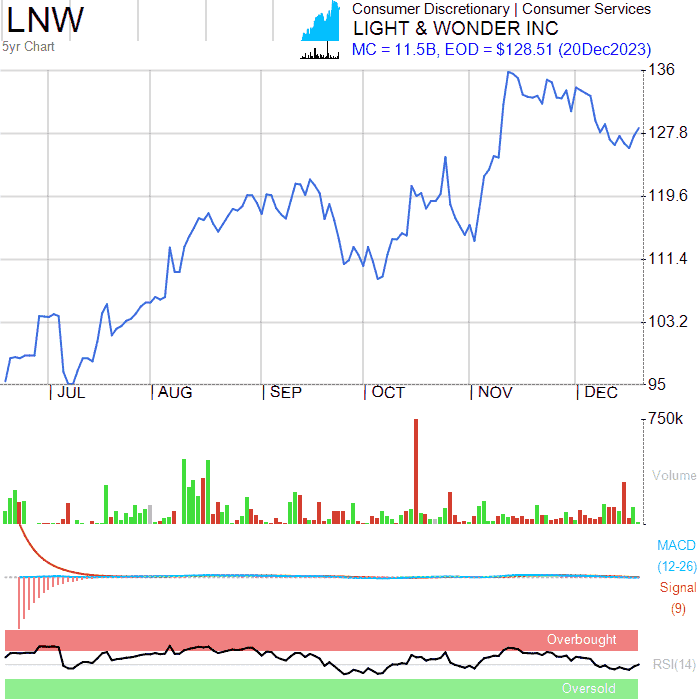 LNW
5yr Chart
Consumer Discretionary | Consumer Services
LIGHT & WONDER INC
MC = 11.5B, EOD = $128.51 (20Dec2023)
136
127.8
119.6
111.4
103.2
95
JUL AUG SEP OCT NOV DEC
750k
Volume
MACD
(12-26)
Signal
(9)
Overbought
RSI(14)
Oversold